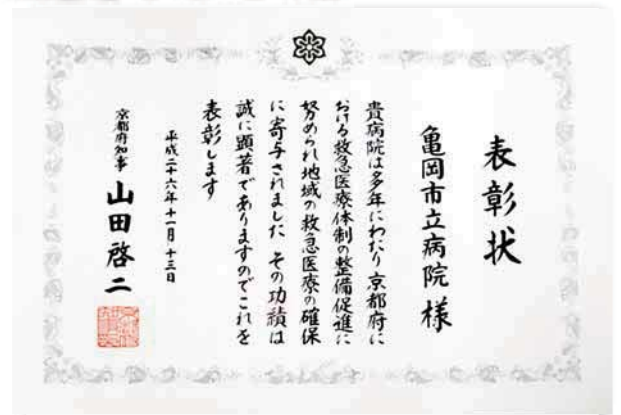 表彰状
亀岡市立病院 様
貴病院は多年にわたり京都府に
おける救急医療体制の整備促進に
努められ地域の救急医療の確保
に寄与されました その功績は
誠に顕著でありますのでこれを
表彰します
平成二十六年十一月十三日
京都府知事 山田啓二